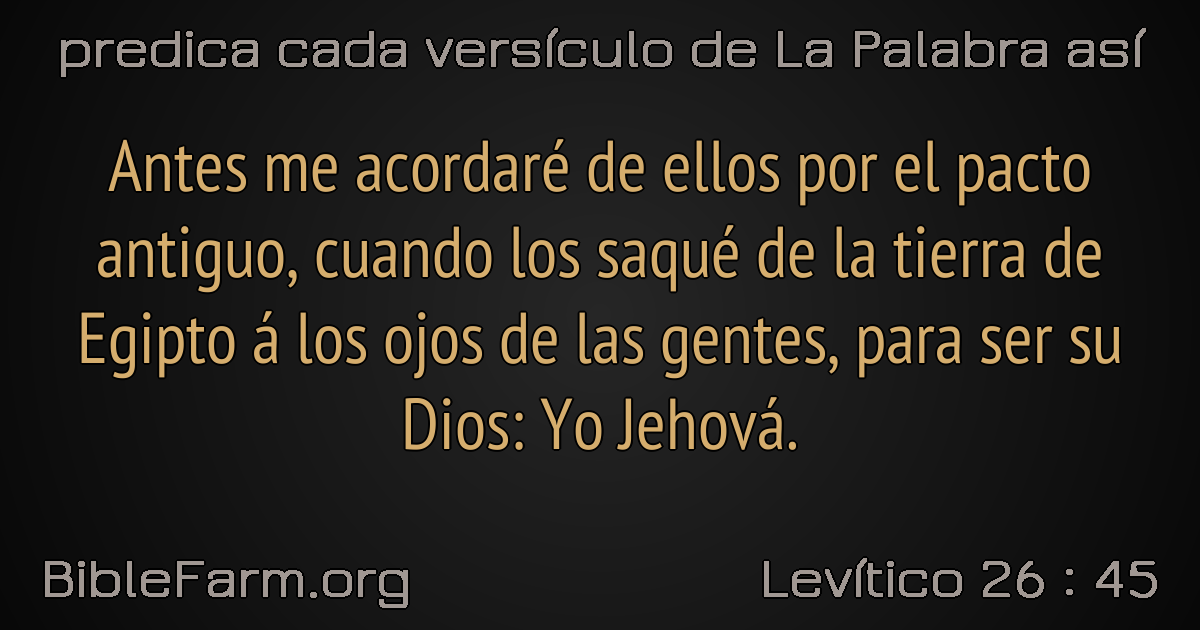 predica cada versículo de La Palabra así
Antes me acordaré de ellos por el pacto
antiguo, cuando los saqué de la tierra de
Egipto á los ojos de las gentes, para ser su
Dios: Yo Jehová.
BibleFarm.org
Levítico 26 : 45